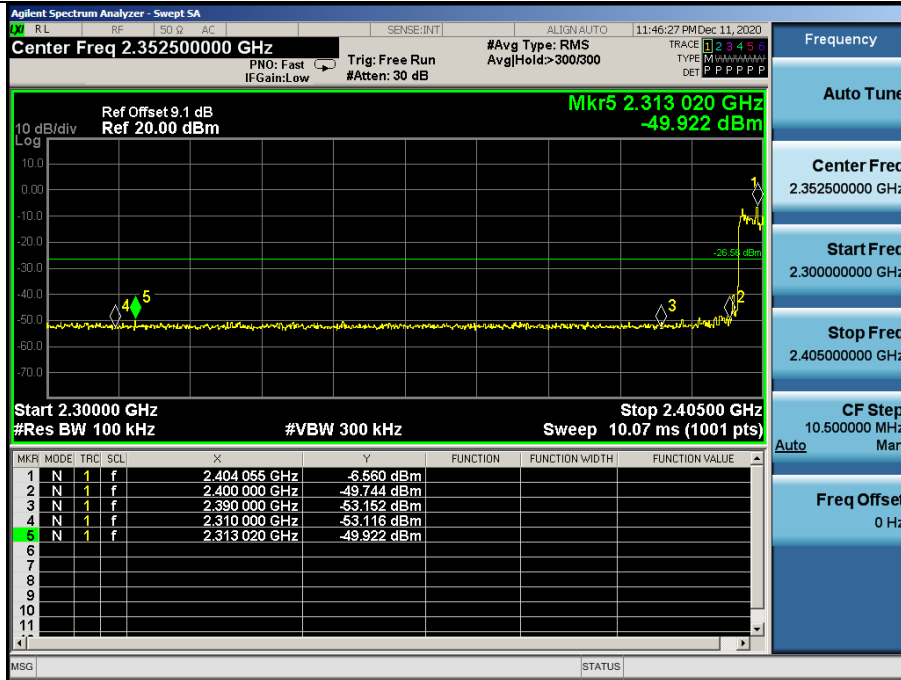 Agilent Spectrum Analyzer - Swept SA
LXI RL RF 50 Ω AC SENSE:INT ALIGN AUTO 11:46:27 PM Dec 11, 2020
Center Freq 2.352500000 GHz
PNO: Fast
IFGain:Low
Trig: Free Run
#Atten: 30 dB
#Avg Type: RMS
Avg|Hold:>300/300
TRACE 1 2 3 4 5 6
TYPE M
DET P P P P P P
Frequency
Mkr5 2.313 020 GHz
-49.922 dBm
Ref Offset 9.1 dB
10 dB/div Ref 20.00 dBm
Log
10.0
0.00
-10.0
-20.0
-30.0
-40.0
-50.0
-60.0
-70.0
1
-26.56 dBm
4 5 3 2
Start 2.30000 GHz Stop 2.40500 GHz
#Res BW 100 kHz #VBW 300 kHz Sweep 10.07 ms (1001 pts)
MKR MODE TRC SCL X Y FUNCTION FUNCTION WIDTH FUNCTION VALUE
1 N 1 f 2.404 055 GHz -6.560 dBm
2 N 1 f 2.400 000 GHz -49.744 dBm
3 N 1 f 2.390 000 GHz -53.152 dBm
4 N 1 f 2.310 000 GHz -53.116 dBm
5 N 1 f 2.313 020 GHz -49.922 dBm
6
7
8
9
10
11
MSG STATUS
Auto Tune
Center Freq
2.352500000 GHz
Start Freq
2.300000000 GHz
Stop Freq
2.405000000 GHz
CF Step
10.500000 MHz
Auto Man
Freq Offset
0 Hz